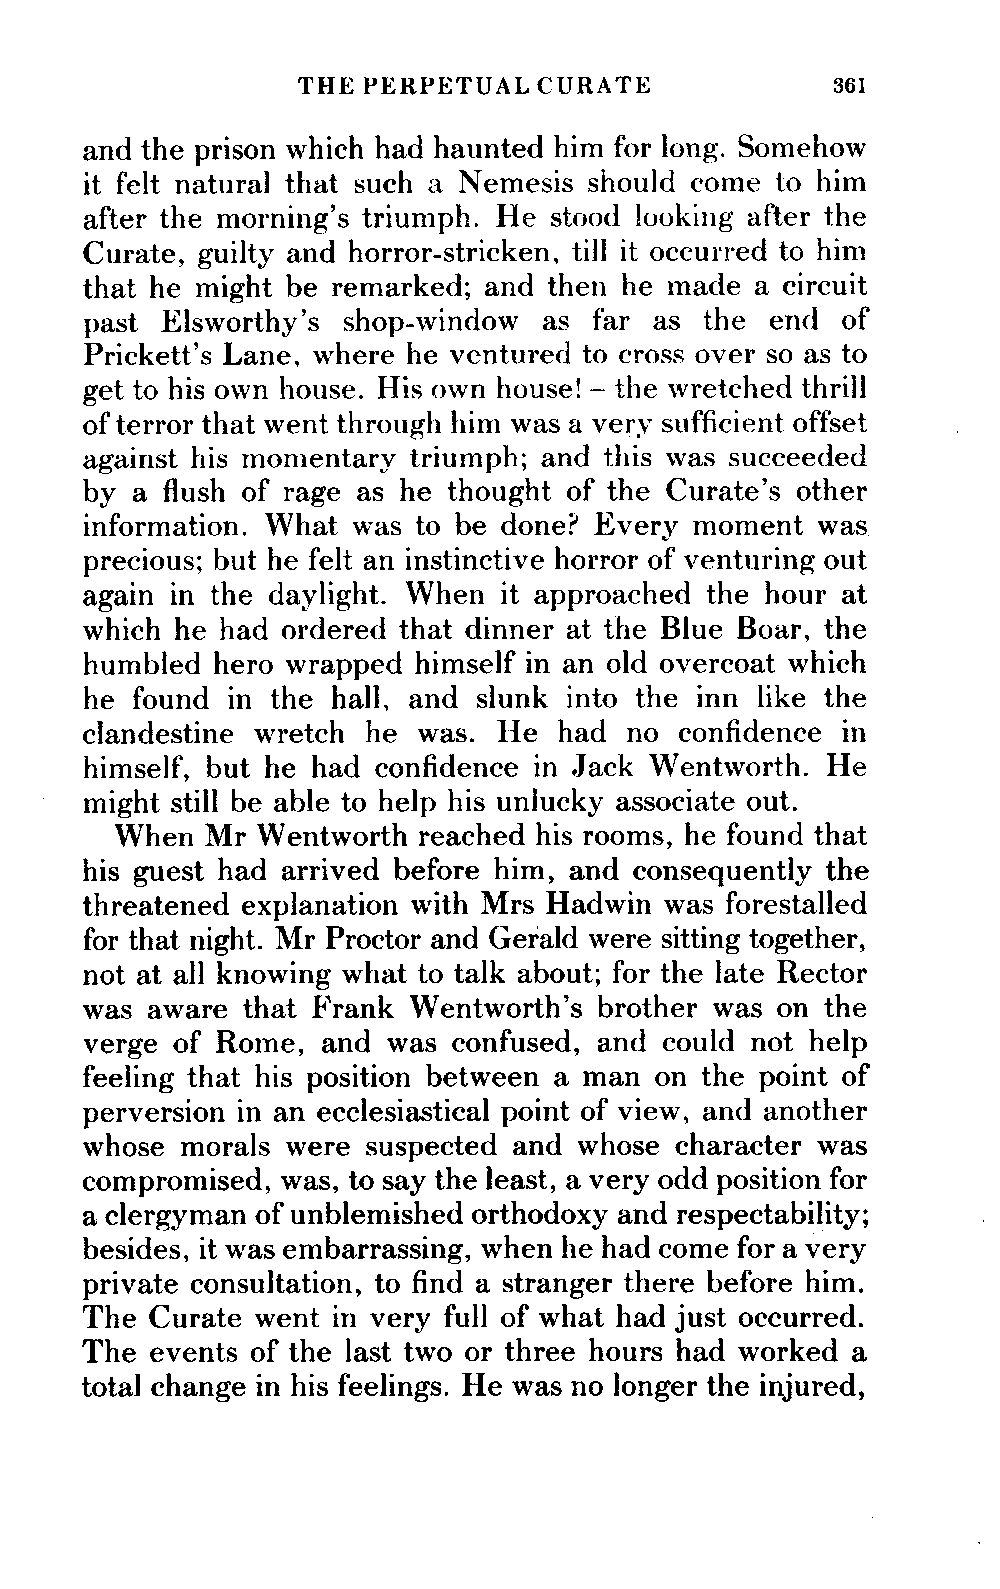 THE PERPETUAL CURATE 361
and the prison which had haunted him for long. Somehow
it felt natural that such a Nemesis should come to him
after the morning's triumph. He stood looking after the
Curate, guilty and horror-stricken, till it occurred to him
that he might be remarked; and then he made a circuit
past Elsworthy's shop-window as far as the end of
Prickett's Lane, where he ventured to cross over so as to
get to his own house. His own house! – the wretched thrill
of terror that went through him was a very sufficient offset
against his momentary triumph; and this was succeeded
by a flush of rage as he thought of the Curate's other
information. What was to be done? Every moment was
precious; but he felt an instinctive horror of venturing out
again in the daylight. When it approached the hour at
which he had ordered that dinner at the Blue Boar, the
humbled hero wrapped himself in an old overcoat which
he found in the hall, and slunk into the inn like the
clandestine wretch he was. He had no confidence in
himself, but he had confidence in Jack Wentworth. He
might still be able to help his unlucky associate out.
When Mr Wentworth reached his rooms, he found that
his guest had arrived before him, and consequently the
threatened explanation with Mrs Hadwin was forestalled
for that night. Mr Proctor and Gerald were sitting together,
not at all knowing what to talk about; for the late Rector
was aware that Frank Wentworth's brother was on the
verge of Rome, and was confused, and could not help
feeling that his position between a man on the point of
perversion in an ecclesiastical point of view, and another
whose morals were suspected and whose character was
compromised, was, to say the least, a very odd position for
a clergyman of unblemished orthodoxy and respectability;
besides, it was embarrassing, when he had come for a very
private consultation, to find a stranger there before him.
The Curate went in very full of what had just occurred.
The events of the last two or three hours had worked a
total change in his feelings. He was no longer the injured,